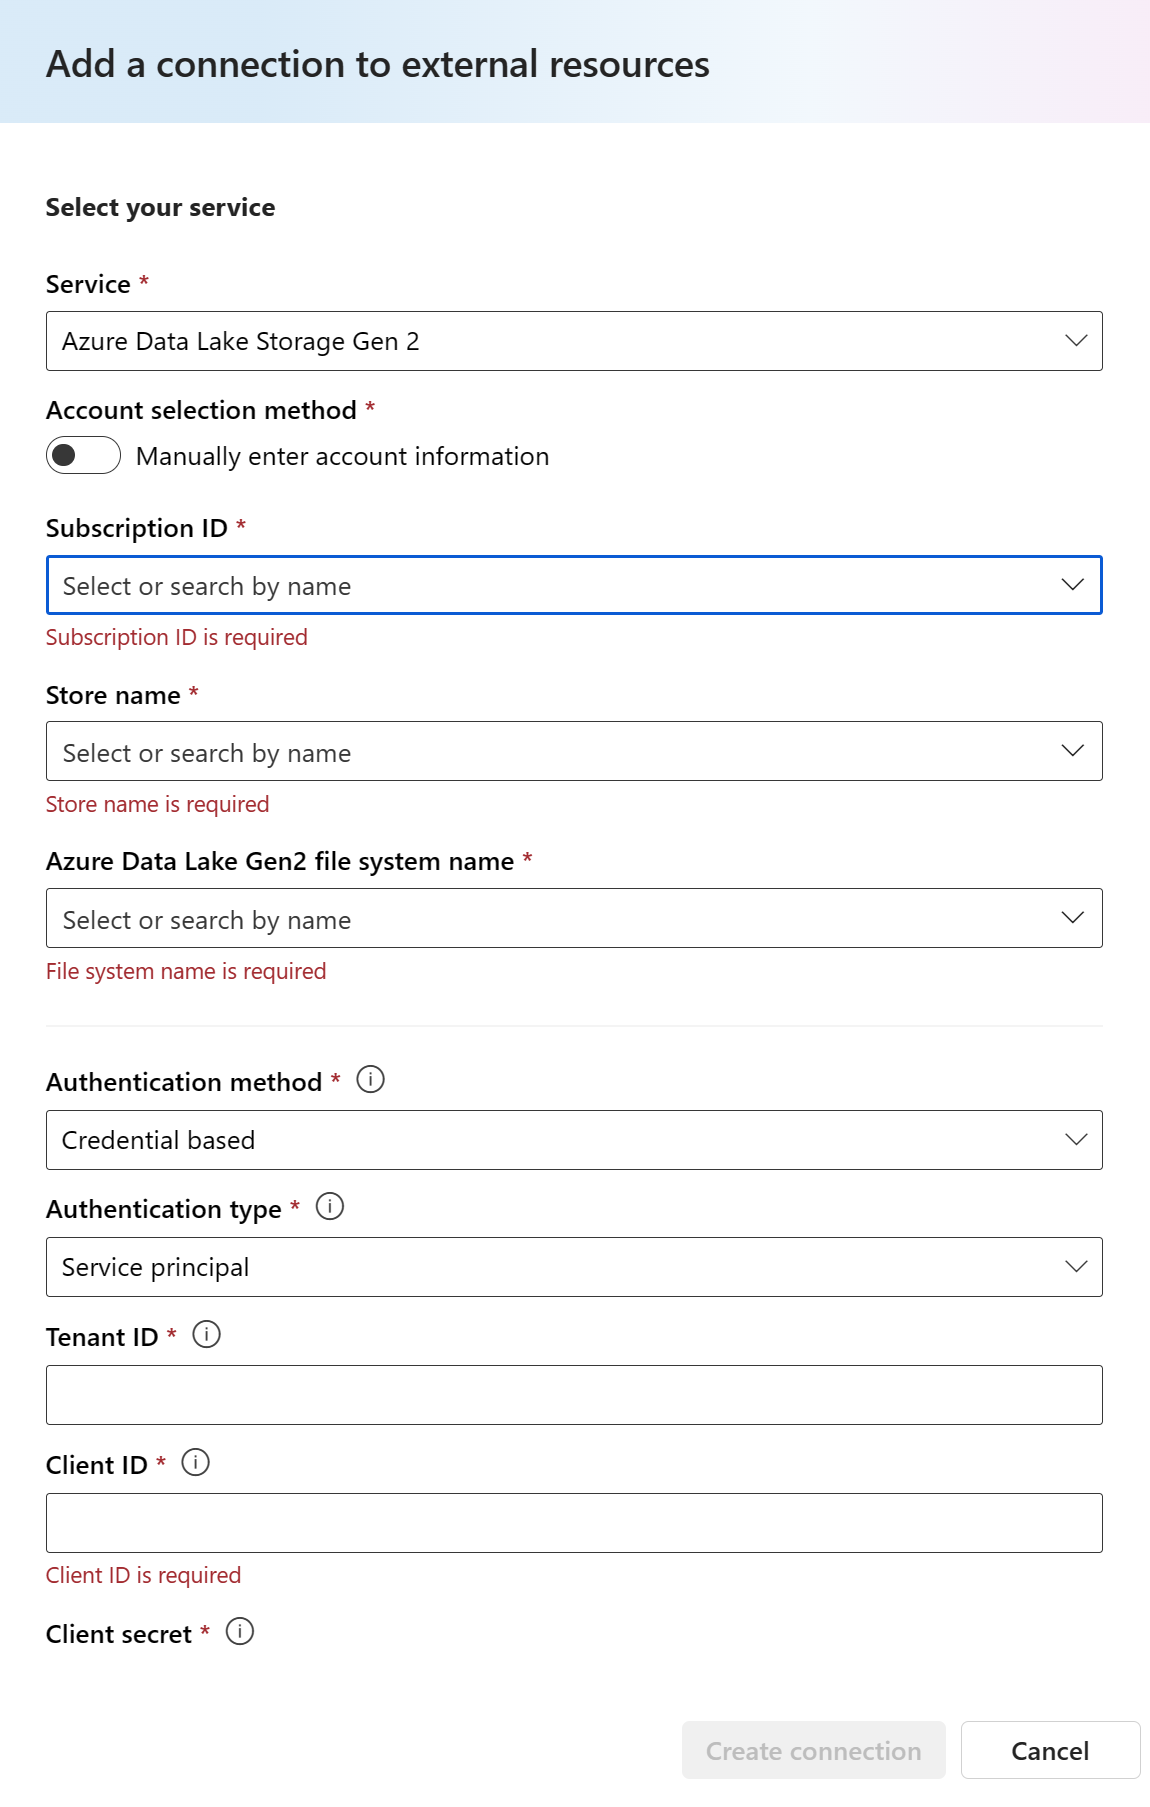 Add a connection to external resources
Select your service
Service *
Azure Data Lake Storage Gen 2
Account selection method *
Manually enter account information
Subscription ID *
Select or search by name
Subscription ID is required
Store name *
Select or search by name
Store name is required
Azure Data Lake Gen2 file system name *
Select or search by name
File system name is required
Authentication method *
Credential based
Authentication type *
Service principal
Tenant ID *
Client ID *
Client ID is required
Client secret *
Create connection
Cancel